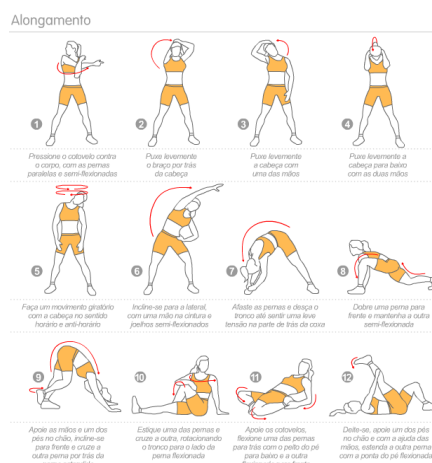 Alongamento
1
2
3
4
Pressione o cotovelo contra
o corpo, com as pernas
paralelas e semi-flexionadas
Puxe levemente
o braço por trás
da cabeça
Puxe levemente
a cabeça com
uma das mãos
Puxe levemente a
cabeça para baixo
com as duas mãos
5
6
7
8
Faça um movimento giratório
com a cabeça no sentido
horário e anti-horário
Incline-se para a lateral,
com uma mão na cintura e
joelhos semi-flexionados
Afaste as pernas e desça o
tronco até sentir uma leve
tensão na parte de trás da coxa
Dobre uma perna para
frente e mantenha a outra
semi-flexionada
9
10
11
12
Apoie as mãos e um dos
pés no chão, incline-se
para frente e cruze a
outra perna por trás da
Estique uma das pernas e
cruze a outra, rotacionando
o tronco para o lado da
perna flexionada
Apoie os cotovelos,
flexione uma das pernas
para trás com o peito do pé
para baixo e a outra
Deite-se, apoie um dos pés
no chão e com a ajuda das
mãos, estenda a outra perna
com a ponta do pé flexionada